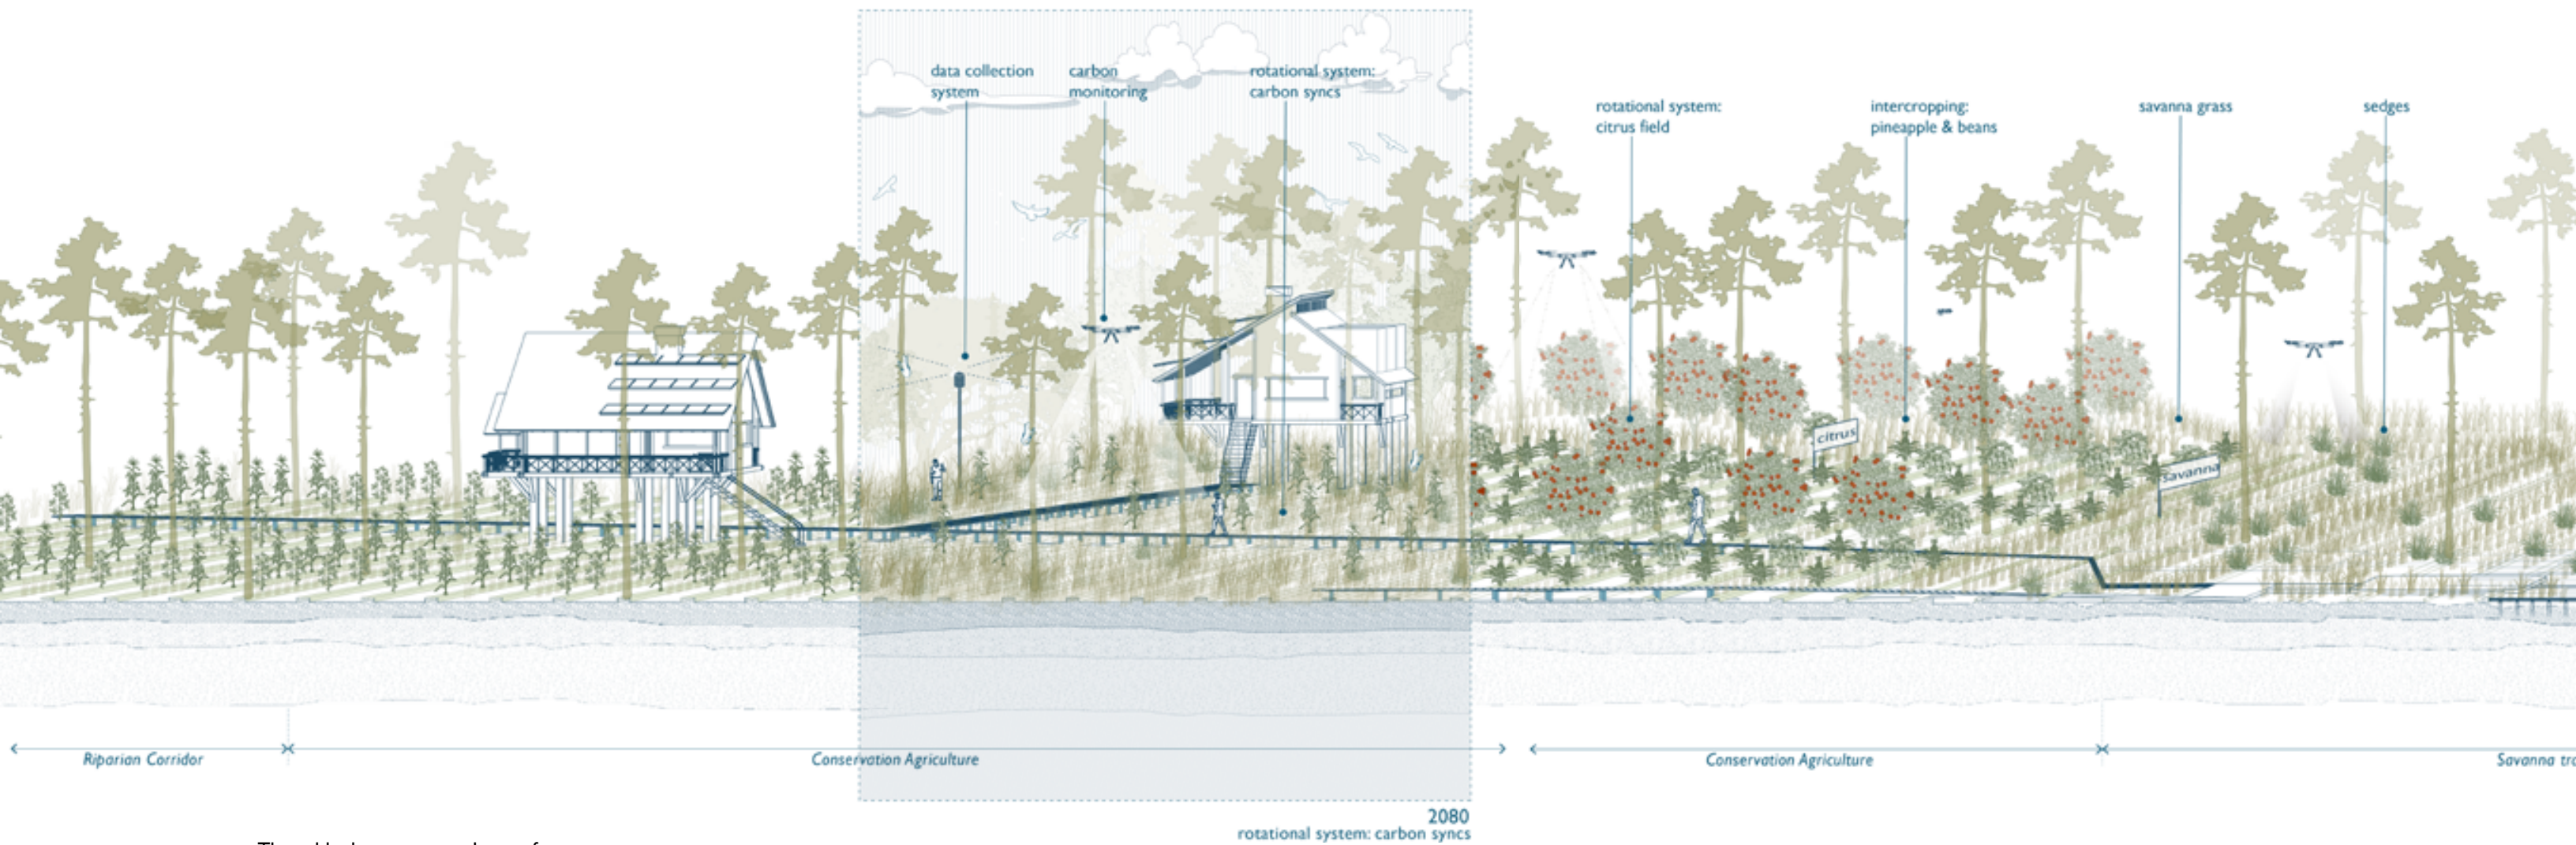 data collection
system
carbon
monitoring
rotational system:
carbon syncs
rotational system:
citrus field
intercropping:
pineapple & beans
savanna grass
sedges
citrus
savanna
Riparian Corridor
Conservation Agriculture
Conservation Agriculture
Savanna
2080
rotational system: carbon syncs